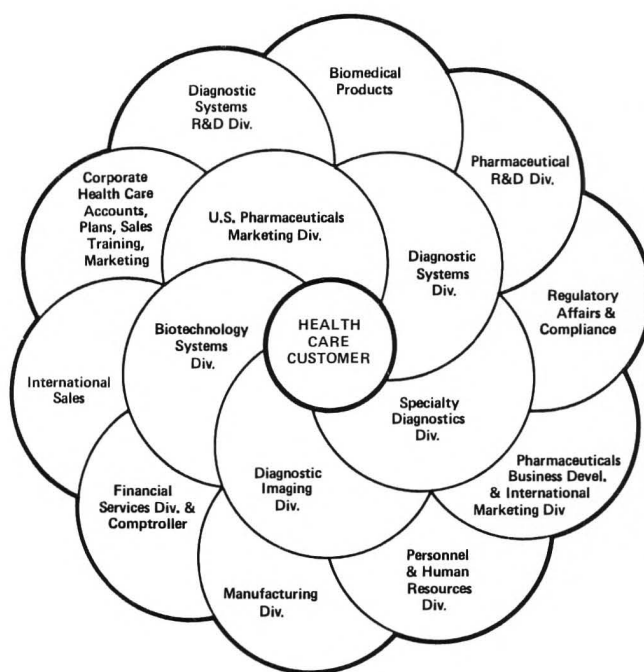 Biomedical
Products
Diagnostic
Systems
R&D Div.
Pharmaceutical
R&D Div.
Corporate
Health Care
Accounts,
Plans, Sales
Training,
Marketing
U.S. Pharmaceuticals
Marketing Div.
Diagnostic
Systems
Div.
Regulatory
Affairs &
Compliance
Biotechnology
Systems
Div.
HEALTH
CARE
CUSTOMER
International
Sales
Specialty
Diagnostics
Div.
Pharmaceuticals
Business Devel.
& International
Marketing Div
Diagnostic
Imaging
Div.
Financial
Services Div. &
Comptroller
Personnel
& Human
Resources
Div.
Manufacturing
Div.